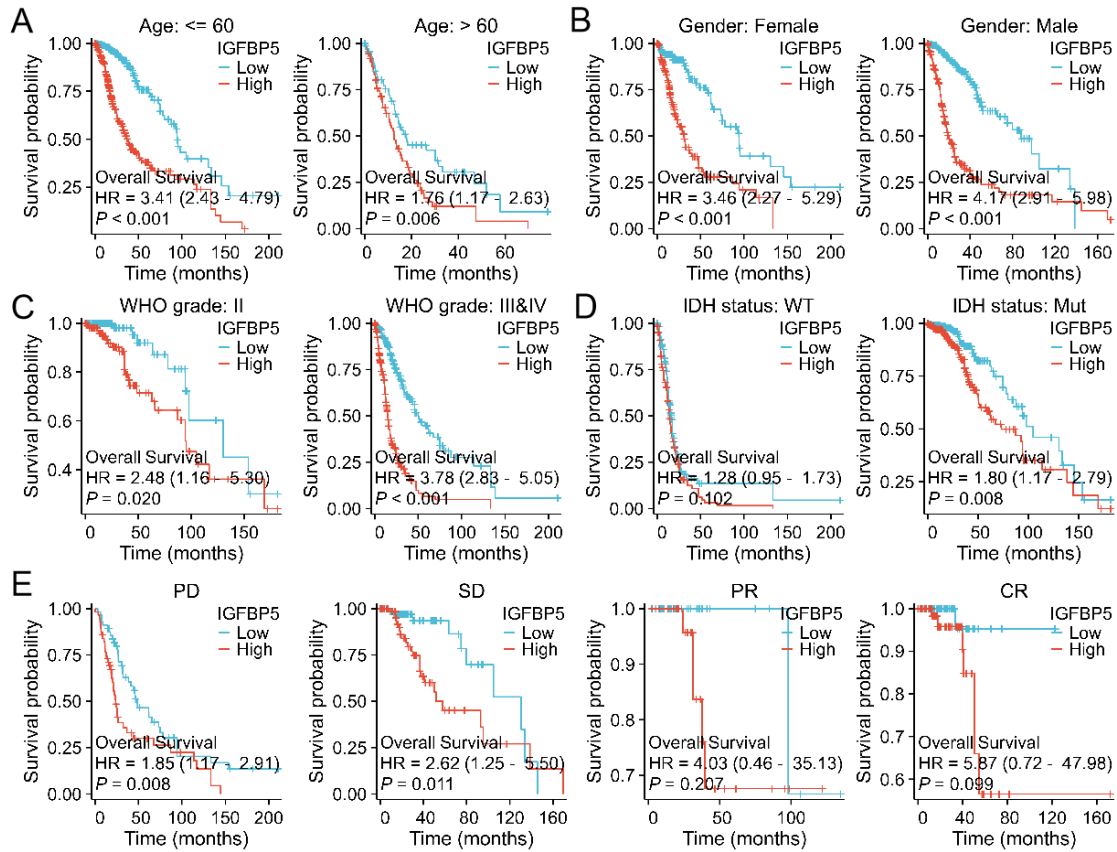 A
Age: <= 60
IGFBP5
Low
High
Survival probability
1.00
0.75
0.50
0.25
Overall Survival
HR = 3.41 (2.43 - 4.79)
P < 0.001
0 50 100 150 200
Time (months)
Age: > 60
IGFBP5
Low
High
Survival probability
1.00
0.75
0.50
0.25
0.00
Overall Survival
HR = 1.76 (1.17 - 2.63)
P = 0.006
0 20 40 60
Time (months)
B
Gender: Female
IGFBP5
Low
High
Survival probability
1.00
0.75
0.50
0.25
0.00
Overall Survival
HR = 3.46 (2.27 - 5.29)
P < 0.001
0 50 100 150 200
Time (months)
Gender: Male
IGFBP5
Low
High
Survival probability
1.00
0.75
0.50
0.25
0.00
Overall Survival
HR = 4.17 (2.91 - 5.98)
P < 0.001
0 40 80 120 160
Time (months)
C
WHO grade: II
IGFBP5
Low
High
Survival probability
1.0
0.8
0.6
0.4
Overall Survival
HR = 2.48 (1.16 - 5.30)
P = 0.020
0 50 100 150
Time (months)
WHO grade: III&IV
IGFBP5
Low
High
Survival probability
1.00
0.75
0.50
0.25
0.00
Overall Survival
HR = 3.78 (2.83 - 5.05)
P < 0.001
0 50 100 150 200
Time (months)
D
IDH status: WT
IGFBP5
Low
High
Survival probability
1.00
0.75
0.50
0.25
0.00
Overall Survival
HR = 1.28 (0.95 - 1.73)
P = 0.102
0 50 100 150 200
Time (months)
IDH status: Mut
IGFBP5
Low
High
Survival probability
1.00
0.75
0.50
0.25
Overall Survival
HR = 1.80 (1.17 - 2.79)
P = 0.008
0 50 100 150
Time (months)
E
PD
IGFBP5
Low
High
Survival probability
1.00
0.75
0.50
0.25
0.00
Overall Survival
HR = 1.85 (1.17 - 2.91)
P = 0.008
0 50 100 150 200
Time (months)
SD
IGFBP5
Low
High
Survival probability
1.00
0.75
0.50
0.25
0.00
Overall Survival
HR = 2.62 (1.25 - 5.50)
P = 0.011
0 40 80 120 160
Time (months)
PR
IGFBP5
Low
High
Survival probability
1.0
0.9
0.8
0.7
Overall Survival
HR = 4.03 (0.46 - 35.13)
P = 0.207
0 50 100
Time (months)
CR
IGFBP5
Low
High
Survival probability
1.0
0.9
0.8
0.7
0.6
Overall Survival
HR = 5.87 (0.72 - 47.98)
P = 0.099
0 50 100 150
Time (months)